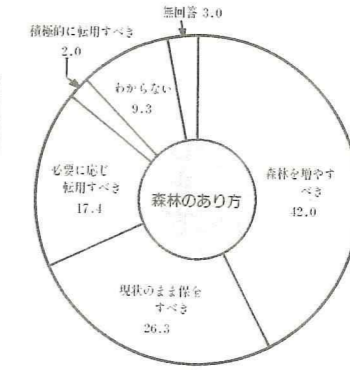 無回答 3.0
積極的に転用すべき
2.0
わからない
9.3
必要に応じ
転用すべき
17.4
森林のあり方
森林を増やす
べき
42.0
現状のまま保全
すべき
26.3